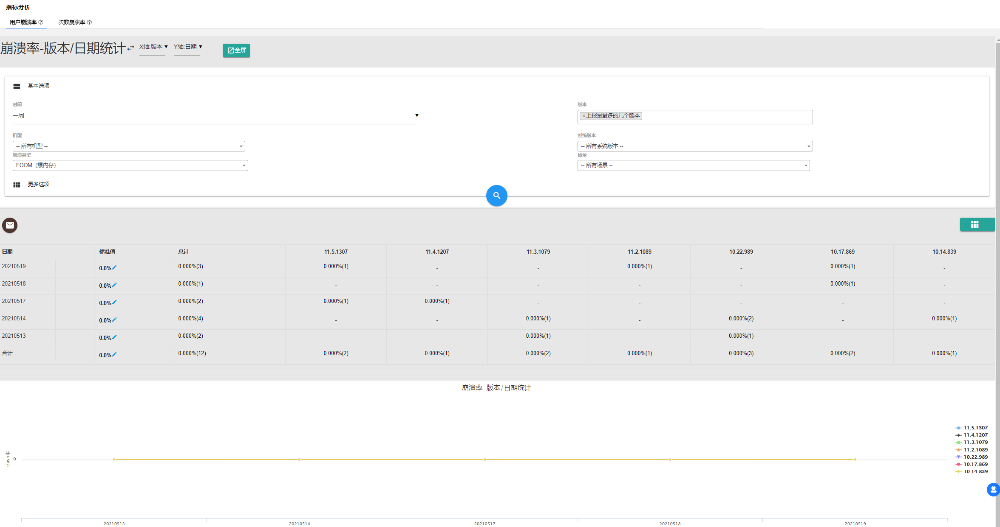 指标分析
用户崩溃率 次数崩溃率
崩溃率-版本/日期统计 X轴:版本 ▼ Y轴:日期 ▼ 全屏
基本选项
时间 版本
一周 ▼ ×上报量最多的几个版本
机型 系统版本
-- 所有机型 -- -- 所有系统版本 --
崩溃类型 场景
FOOM（爆内存） -- 所有场景 --
更多选项
日期 标准值 总计 11.5.1307 11.4.1207 11.3.1079 11.2.1089 10.22.989 10.17.869 10.14.839
20210519 0.0% 0.000%(3) 0.000%(1) - - 0.000%(1) - 0.000%(1) -
20210518 0.0% 0.000%(1) - - - - - 0.000%(1) -
20210517 0.0% 0.000%(2) 0.000%(1) 0.000%(1) - - - - -
20210514 0.0% 0.000%(4) - - 0.000%(1) - 0.000%(2) - 0.000%(1)
20210513 0.0% 0.000%(2) - - 0.000%(1) - 0.000%(1) - -
合计 0.0% 0.000%(12) 0.000%(2) 0.000%(1) 0.000%(2) 0.000%(1) 0.000%(3) 0.000%(2) 0.000%(1)
崩溃率-版本/日期统计
crash率
0
11.5.1307
11.4.1207
11.3.1079
11.2.1089
10.22.989
10.17.869
10.14.839
20210513 20210514 20210517 20210518 20210519